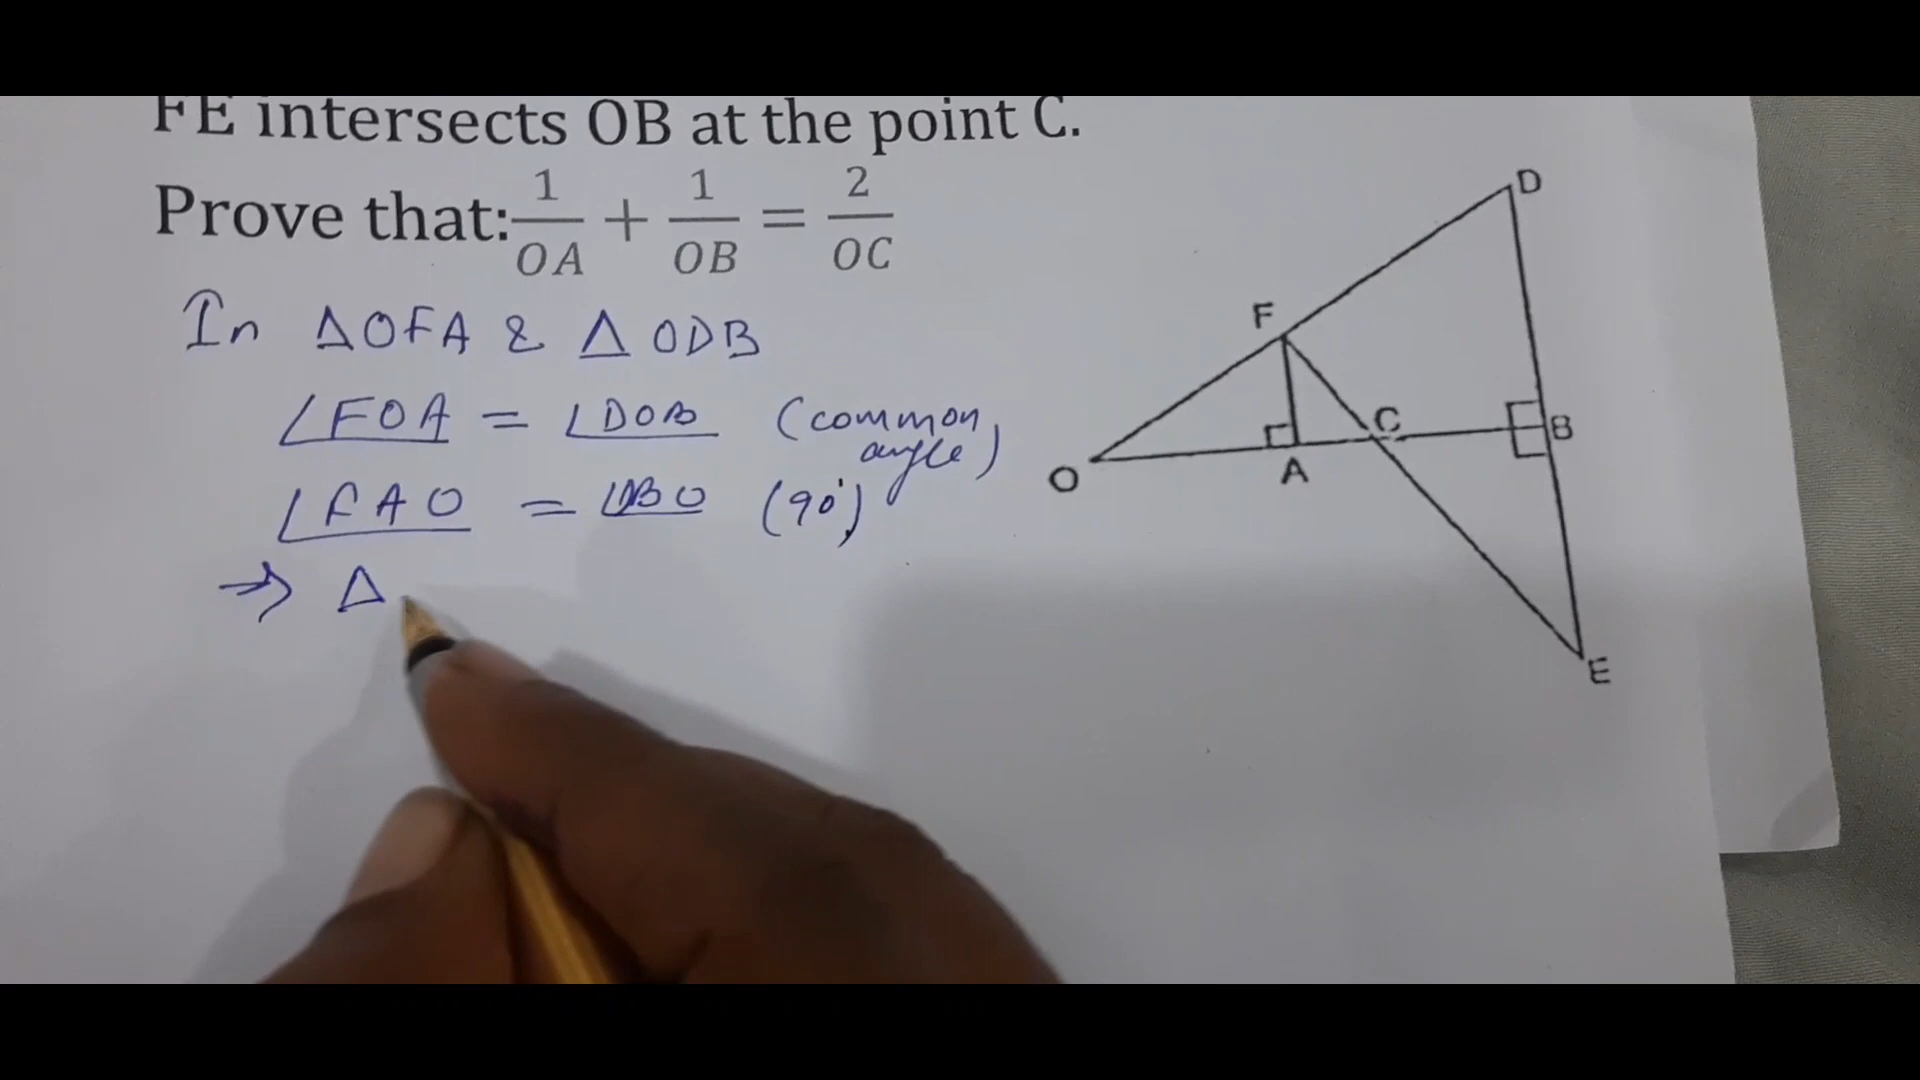 FE intersects OB at the point C.
Prove that: 1/OA + 1/OB = 2/OC
In ΔOFA & Δ ODB
∠FOA = ∠DOB (common angle)
∠FAO = ∠DBO (90°)
⇒ Δ
D
F
C
B
O
A
E